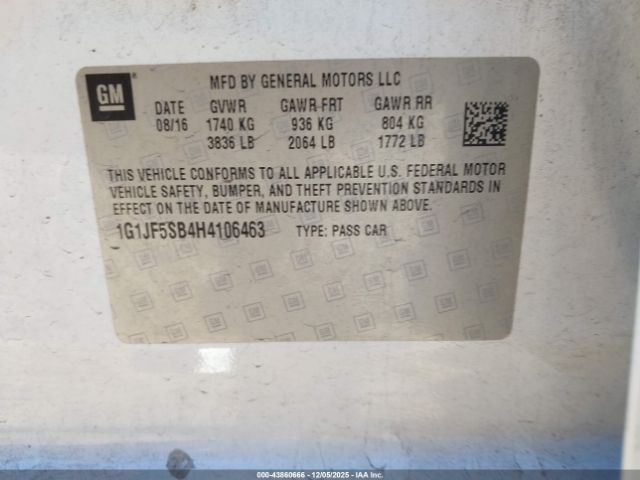 GM
MFD BY GENERAL MOTORS LLC
DATE GVWR GAWR FRT GAWR RR
08/16 1740 KG 936 KG 804 KG
3836 LB 2064 LB 1772 LB
THIS VEHICLE CONFORMS TO ALL APPLICABLE U.S. FEDERAL MOTOR
VEHICLE SAFETY, BUMPER, AND THEFT PREVENTION STANDARDS IN
EFFECT ON THE DATE OF MANUFACTURE SHOWN ABOVE.
1G1JF5SB4H4106463 TYPE: PASS CAR
000-43860666 - 12/05/2025 - IAA Inc.